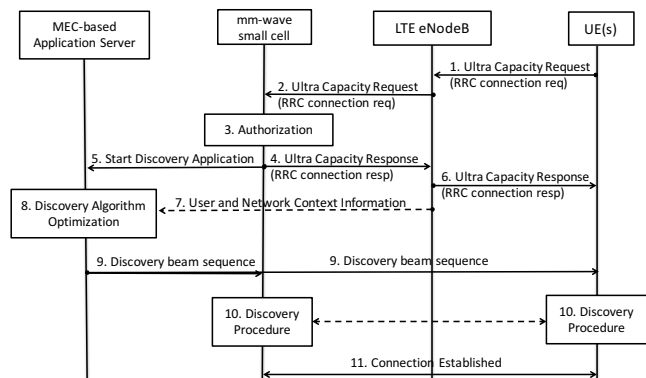 MEC-based
Application Server
mm-wave
small cell
LTE eNodeB
UE(s)
1. Ultra Capacity Request
(RRC connection req)
2. Ultra Capacity Request
(RRC connection req)
3. Authorization
5. Start Discovery Application
4. Ultra Capacity Response
(RRC connection resp)
6. Ultra Capacity Response
(RRC connection resp)
7. User and Network Context Information
8. Discovery Algorithm
Optimization
9. Discovery beam sequence
9. Discovery beam sequence
10. Discovery
Procedure
10. Discovery
Procedure
11. Connection Established